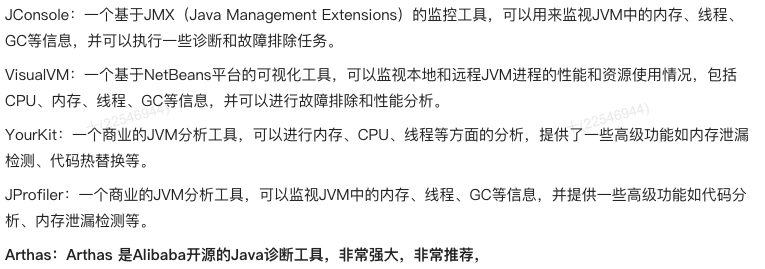 JConsole：一个基于JMX（Java Management Extensions）的监控工具，可以用来监视JVM中的内存、线程、
GC等信息，并可以执行一些诊断和故障排除任务。
VisualVM：一个基于NetBeans平台的可视化工具，可以监视本地和远程JVM进程的性能和资源使用情况，包括
CPU、内存、线程、GC等信息，并可以进行故障排除和性能分析。
YourKit：一个商业的JVM分析工具，可以进行内存、CPU、线程等方面的分析，提供了一些高级功能如内存泄漏
检测、代码热替换等。
JProfiler：一个商业的JVM分析工具，可以监视JVM中的内存、线程、GC等信息，并提供一些高级功能如代码分
析、内存泄漏检测等。
Arthas：Arthas 是Alibaba开源的Java诊断工具，非常强大，非常推荐，